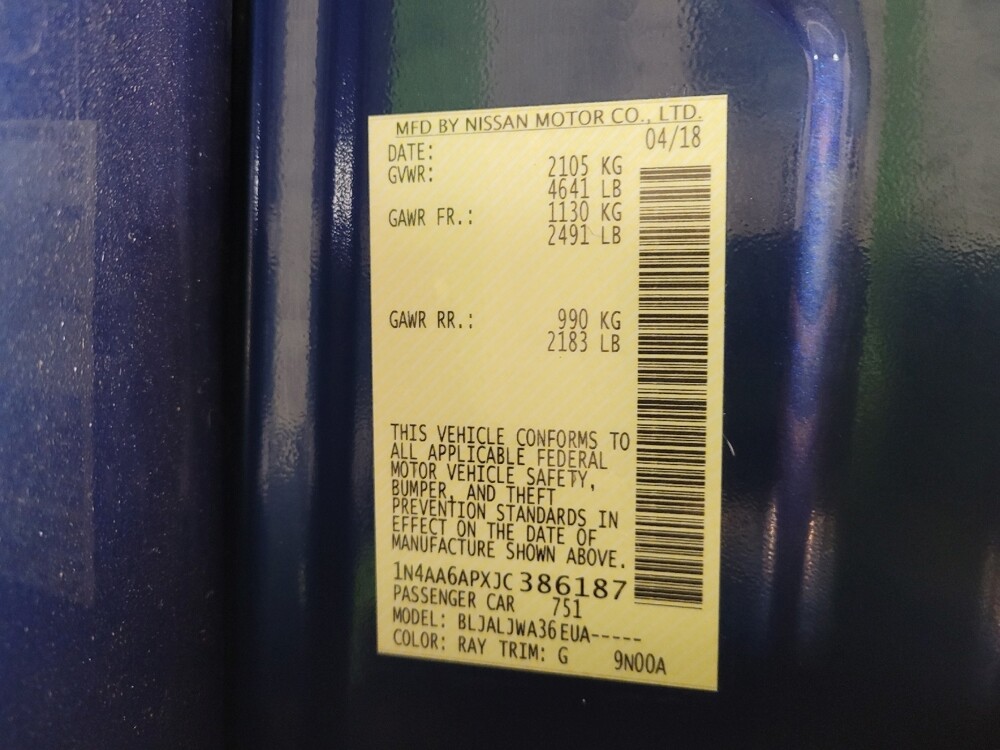 MFD BY NISSAN MOTOR CO., LTD.
DATE: 04/18
GVWR: 2105 KG
4641 LB
GAWR FR.: 1130 KG
2491 LB
GAWR RR.: 990 KG
2183 LB
THIS VEHICLE CONFORMS TO
ALL APPLICABLE FEDERAL
MOTOR VEHICLE SAFETY,
BUMPER, AND THEFT
PREVENTION STANDARDS IN
EFFECT ON THE DATE OF
MANUFACTURE SHOWN ABOVE.
1N4AA6APXJC386187
PASSENGER CAR 751
MODEL: BLJALJWA36EUA-----
COLOR: RAY TRIM: G 9N00A